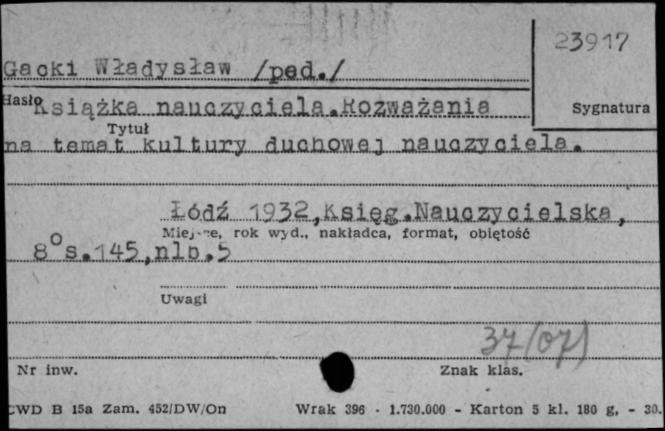 23917
Gacki Władysław /ped./
Hasło
Książka nauczyciela.Rozważania
Sygnatura
Tytuł
na temat kultury duchowej nauczyciela.
Łódź 1932,Księg.Nauczycielska,
Miejsce, rok wyd., nakładca, format, objętość
8°s.145,nlb.5
Uwagi
37/07/
Nr inw.
Znak klas.
CWD B 15a Zam. 452/DW/On Wrak 396 - 1.730.000 - Karton 5 kl. 180 g, - 30.